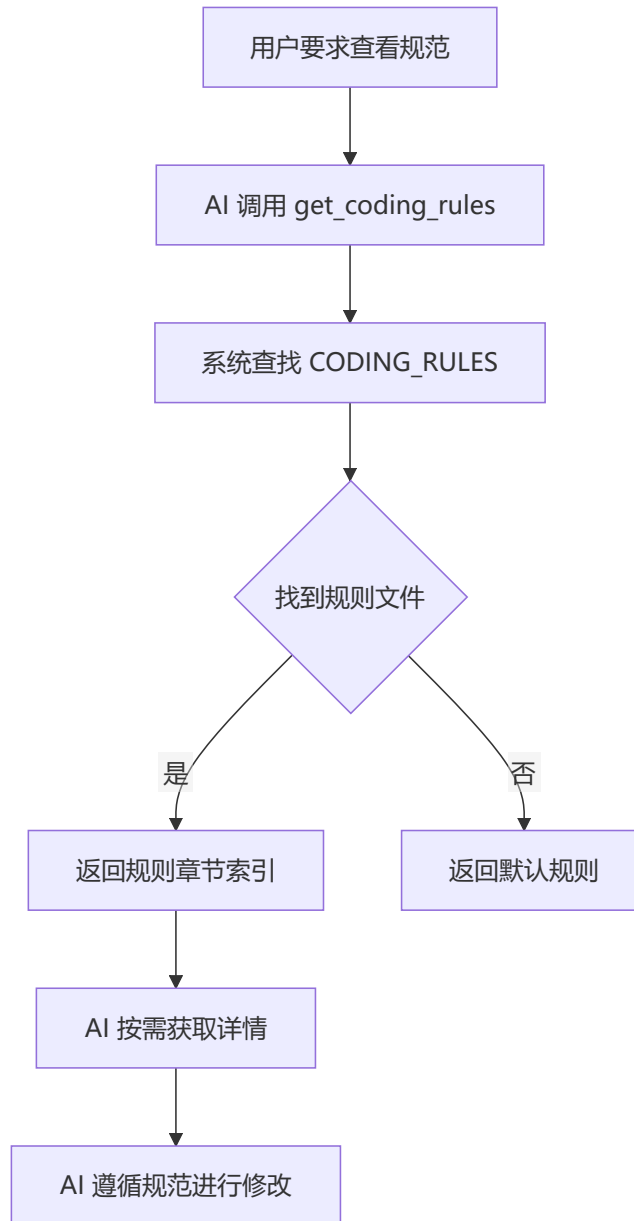 用户要求查看规范
AI 调用 get_coding_rules
系统查找 CODING_RULES
找到规则文件
是
否
返回规则章节索引
返回默认规则
AI 按需获取详情
AI 遵循规范进行修改